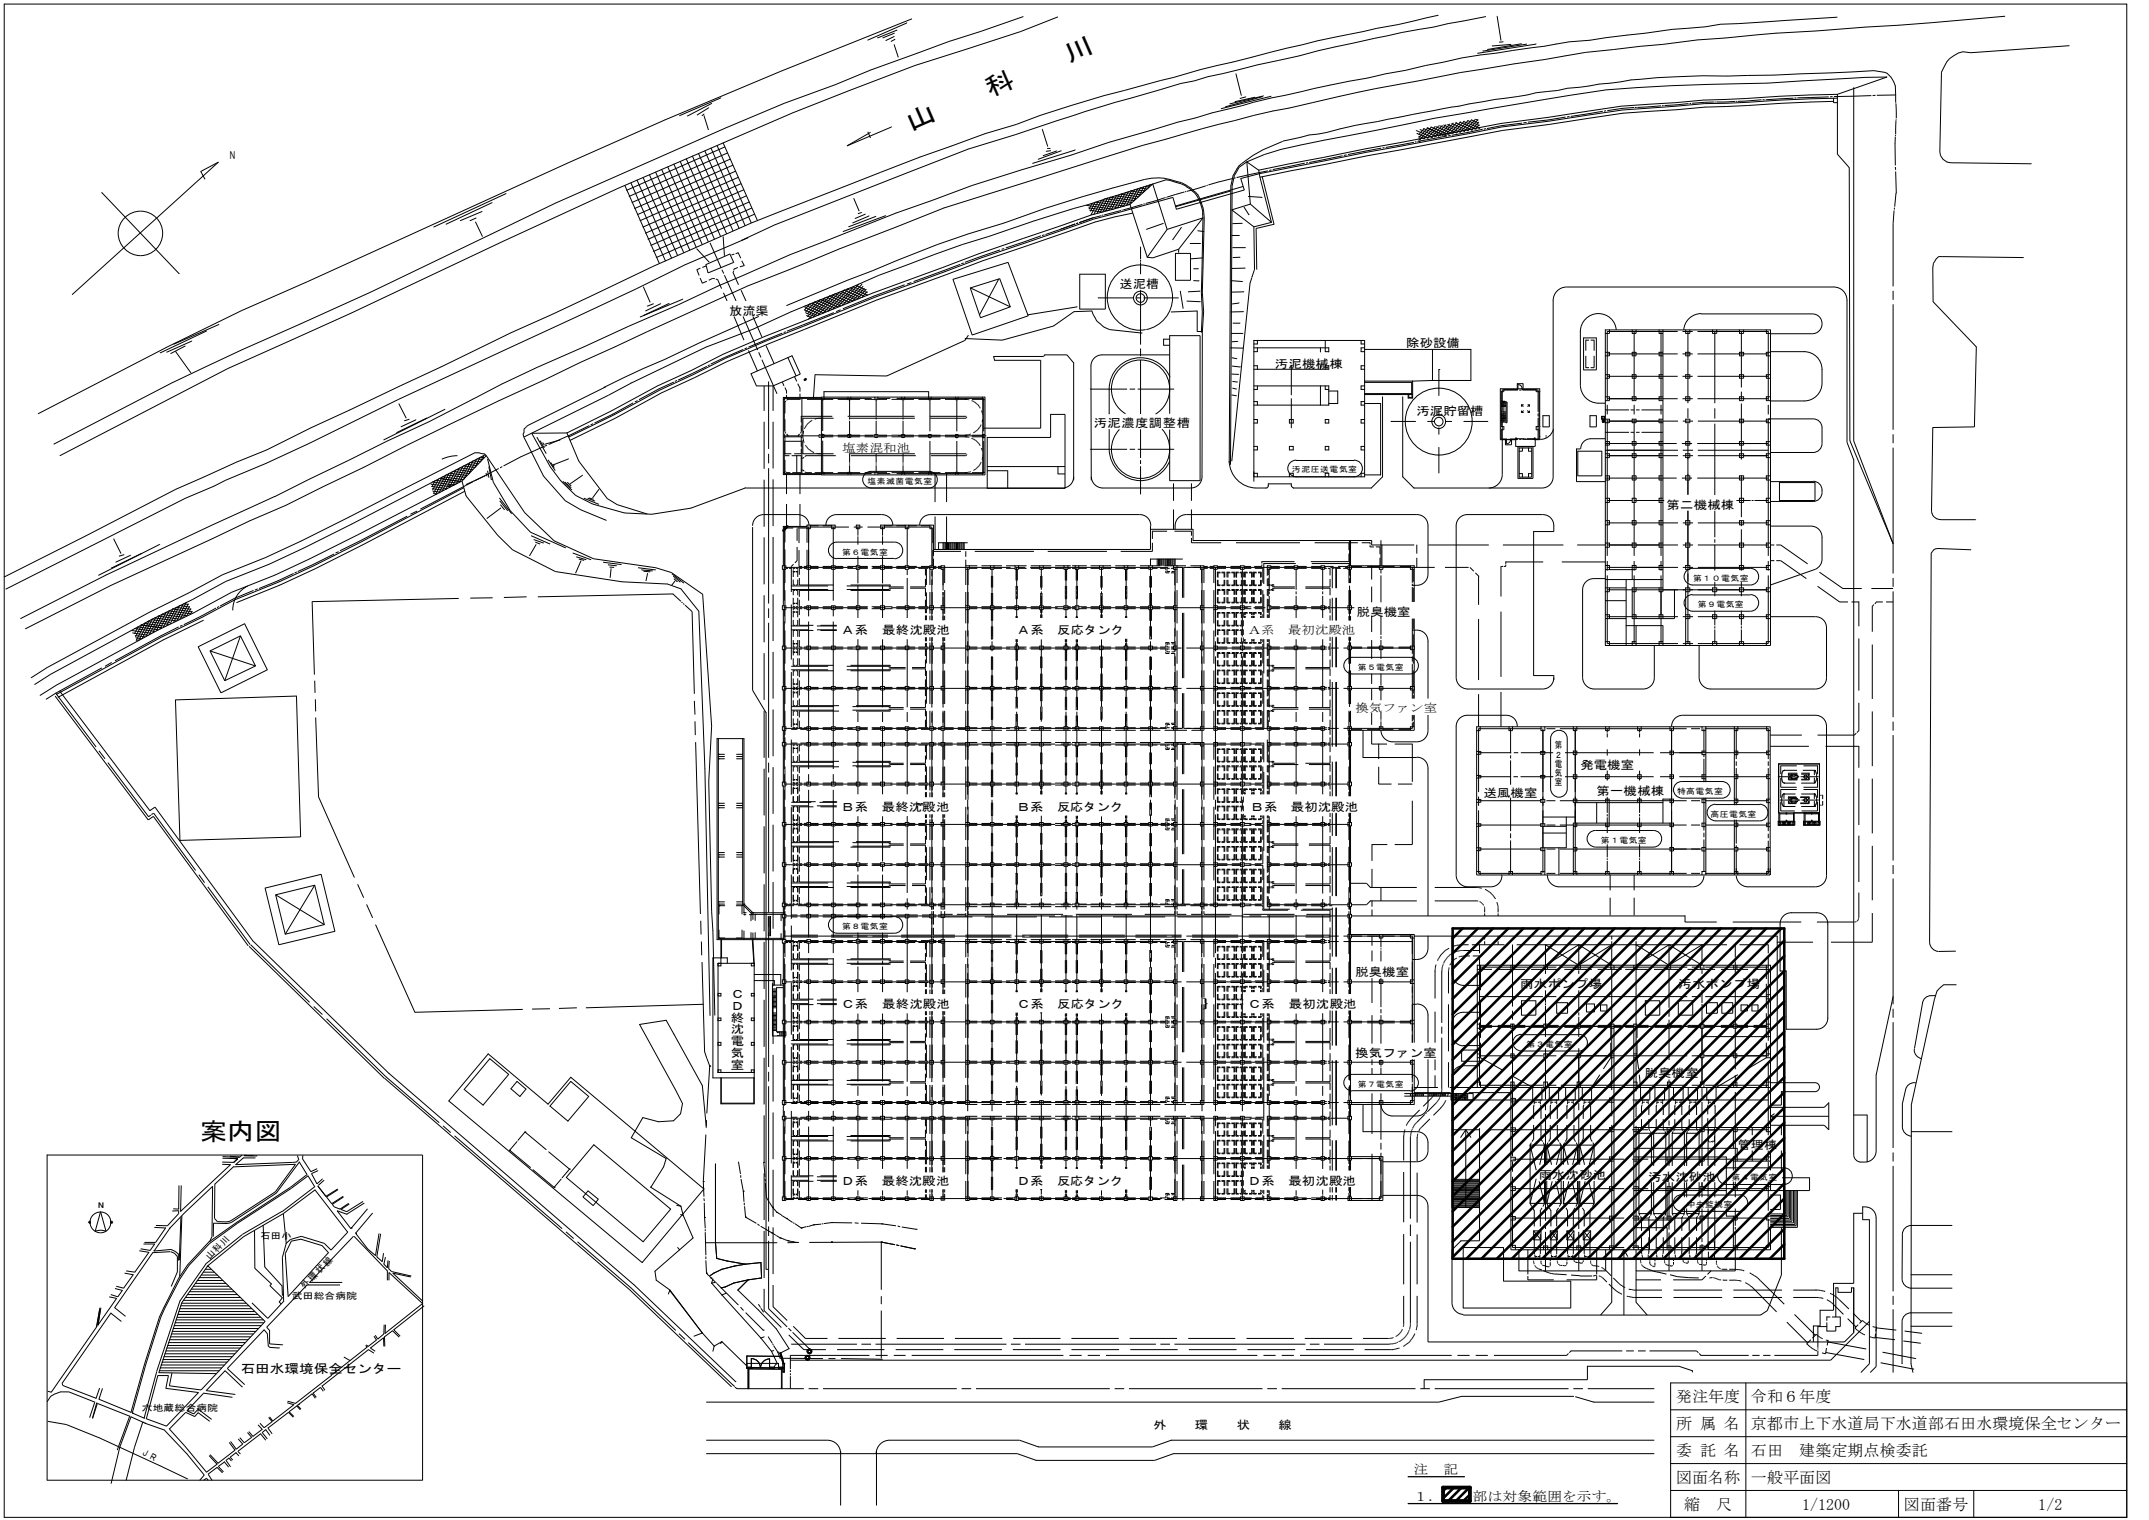 山科川
N
放流渠
送泥槽
汚泥機械棟
除砂設備
汚泥貯留槽
汚泥濃度調整槽
塩素混和池
塩素滅菌電気室
汚泥圧送電気室
第二機械棟
第６電気室
第１０電気室
第９電気室
脱臭機室
Ａ系　最終沈殿池
Ａ系　反応タンク
Ａ系　最初沈殿池
第５電気室
換気ファン室
第２電気室
発電機室
送風機室
第一機械棟
特高電気室
高圧電気室
第１電気室
Ｂ系　最終沈殿池
Ｂ系　反応タンク
Ｂ系　最初沈殿池
第８電気室
脱臭機室
雨水ポンプ場
汚水ポンプ場
ＣＤ終沈電気室
Ｃ系　最終沈殿池
Ｃ系　反応タンク
Ｃ系　最初沈殿池
第３電気室
換気ファン室
脱臭機室
第７電気室
管理棟
雨水沈砂池
汚水沈砂池
Ｄ系　最終沈殿池
Ｄ系　反応タンク
Ｄ系　最初沈殿池
案内図
N
石田小
山科川
外環状線
武田総合病院
石田水環境保全センター
六地蔵総合病院
JR
外環状線
注　記
１．部は対象範囲を示す。
発注年度　令和６年度
所属名　京都市上下水道局下水道部石田水環境保全センター
委託名　石田　建築定期点検委託
図面名称　一般平面図
縮　尺　1/1200　図面番号　1/2